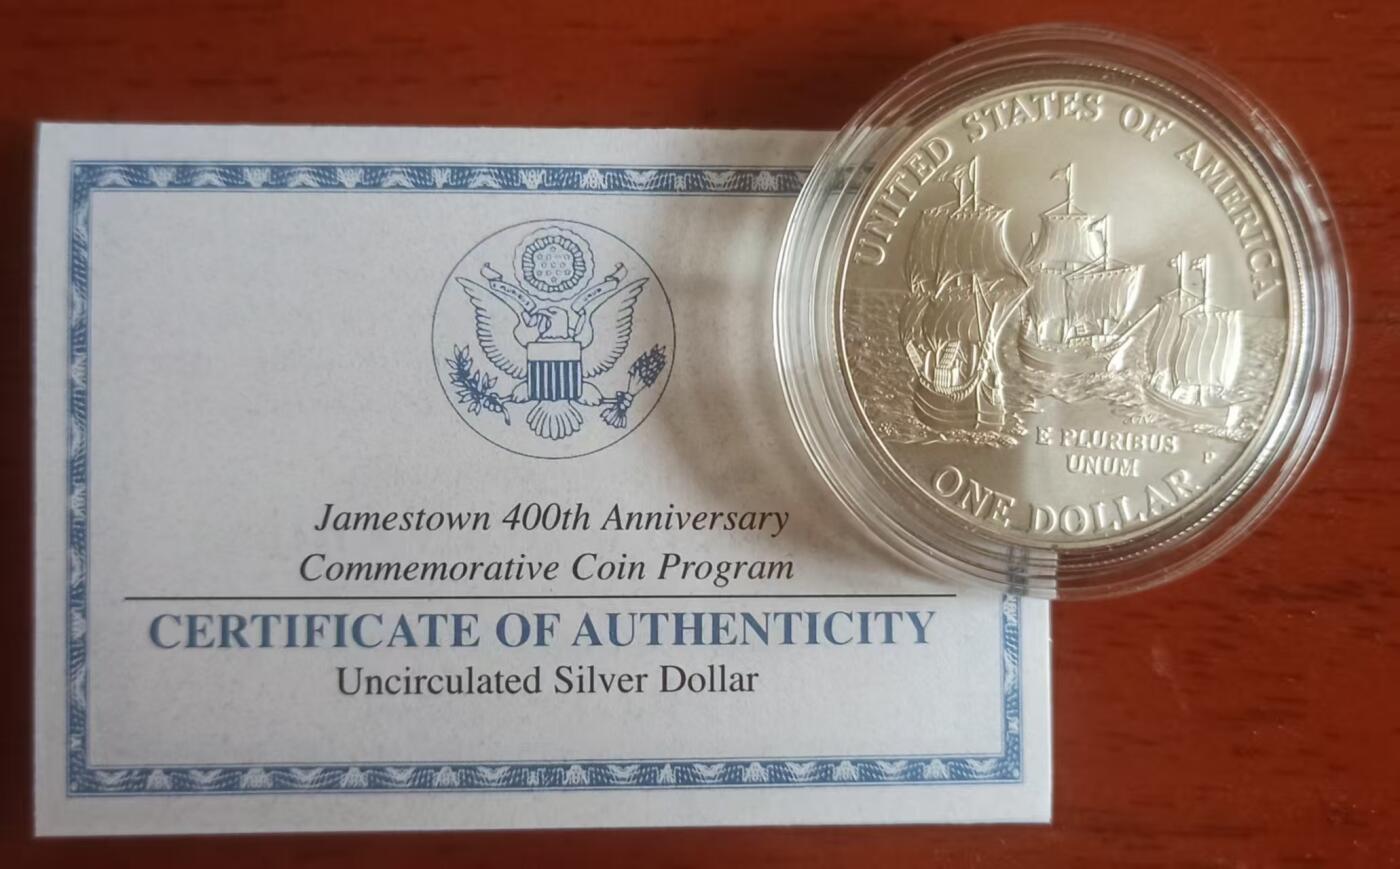 Jamestown 400th Anniversary
Commemorative Coin Program
CERTIFICATE OF AUTHENTICITY
Uncirculated Silver Dollar
UNITED STATES OF AMERICA
E PLURIBUS
UNUM
P
ONE DOLLAR